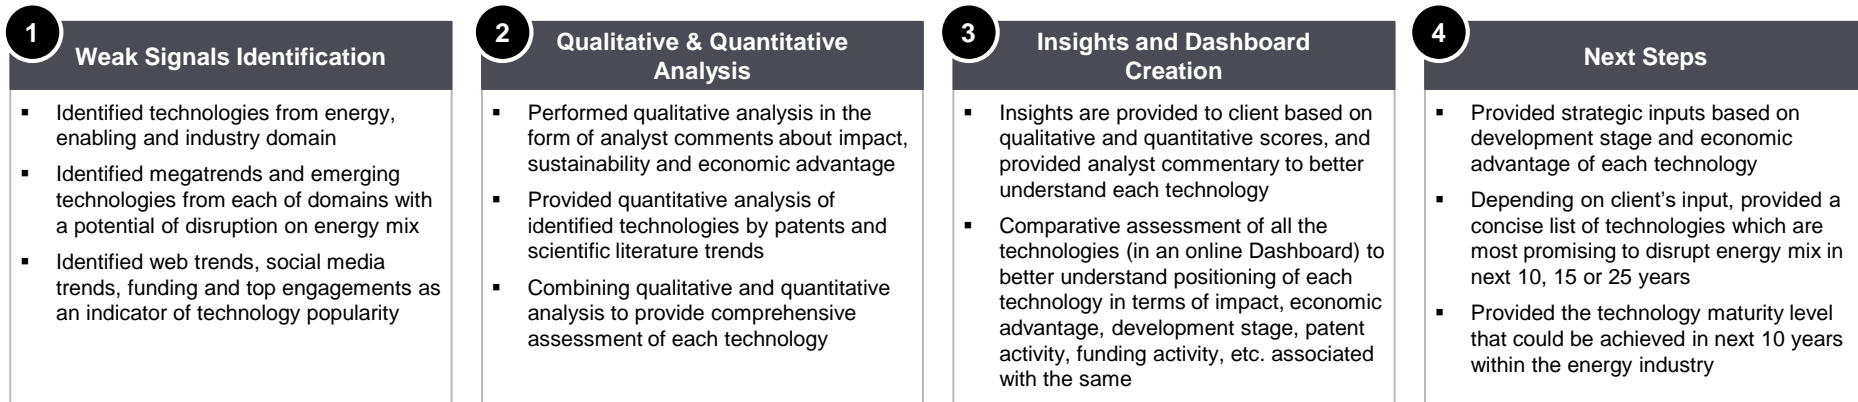 1
Weak Signals Identification
▪ Identified technologies from energy,
enabling and industry domain
▪ Identified megatrends and emerging
technologies from each of domains with
a potential of disruption on energy mix
▪ Identified web trends, social media
trends, funding and top engagements as
an indicator of technology popularity
2
Qualitative & Quantitative
Analysis
▪ Performed qualitative analysis in the
form of analyst comments about impact,
sustainability and economic advantage
▪ Provided quantitative analysis of
identified technologies by patents and
scientific literature trends
▪ Combining qualitative and quantitative
analysis to provide comprehensive
assessment of each technology
3
Insights and Dashboard
Creation
▪ Insights are provided to client based on
qualitative and quantitative scores, and
provided analyst commentary to better
understand each technology
▪ Comparative assessment of all the
technologies (in an online Dashboard) to
better understand positioning of each
technology in terms of impact, economic
advantage, development stage, patent
activity, funding activity, etc. associated
with the same
4
Next Steps
▪ Provided strategic inputs based on
development stage and economic
advantage of each technology
▪ Depending on client's input, provided a
concise list of technologies which are
most promising to disrupt energy mix in
next 10, 15 or 25 years
▪ Provided the technology maturity level
that could be achieved in next 10 years
within the energy industry